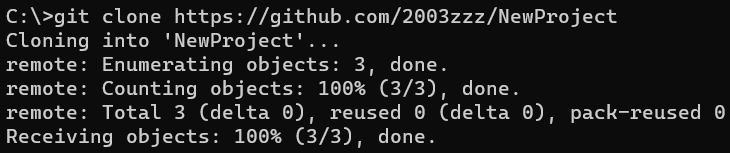 C:\>git clone https://github.com/2003zzz/NewProject
Cloning into 'NewProject'...
remote: Enumerating objects: 3, done.
remote: Counting objects: 100% (3/3), done.
remote: Total 3 (delta 0), reused 0 (delta 0), pack-reused 0
Receiving objects: 100% (3/3), done.